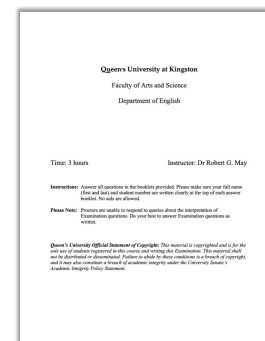 Queen's University at Kingston
Faculty of Arts and Science
Department of English
Time: 3 hours Instructor: Dr Robert G. May
Instructions: Answer all questions in the booklets provided. Please make sure your full name
(first and last) and student number are written clearly at the top of each answer
booklet. No aids are allowed.
Please Note: Proctors are unable to respond to queries about the interpretation of
Examination questions. Do your best to answer Examination questions as
written.
Queen's University Official Statement of Copyright: This material is copyrighted and is for the
sole use of students registered in this course and writing this Examination. This material shall
not be distributed or disseminated. Failure to abide by these conditions is a breach of copyright,
and it may also constitute a breach of academic integrity under the University Senate's
Academic Integrity Policy Statement.